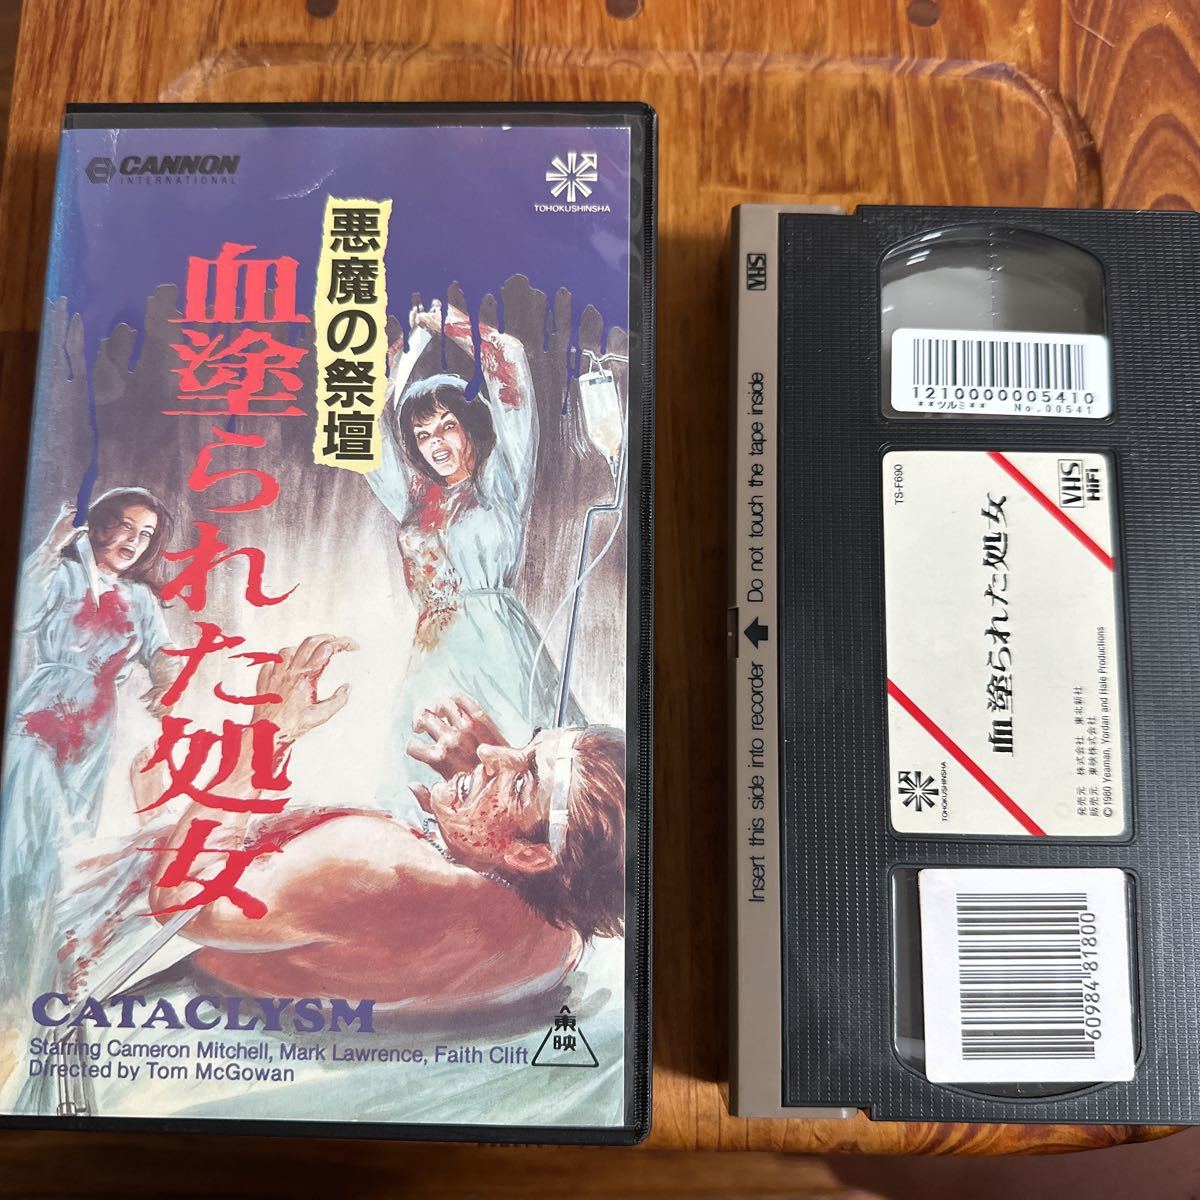 CANNON
INTERNATIONAL
TOHOKUSHINSHA
悪魔の祭壇
血塗られた処女
CATACLYSM
Starring Cameron Mitchell, Mark Lawrence, Faith Clift
Directed by Tom McGowan
東映
VHS
Insert this side into recorder Do not touch the tape inside
1210000005410
**ツルミ** No.00541
TS-F690
VHS
HiFi
血塗られた処女
TOHOKUSHINSHA
発売元 株式会社 東北新社
販売元 東映株式会社
©1980 Yeaman, Yordan and Hale Productions
60984 81800